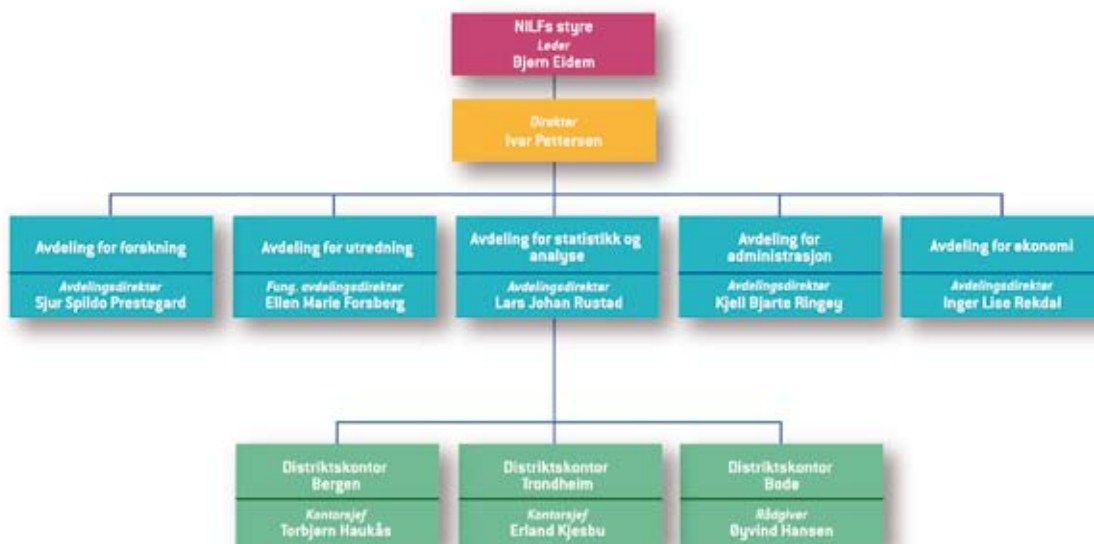 NILFs styre
Leder
Bjørn Eidem
Direktør
Ivar Pettersen
Avdeling for forskning
Avdelingsdirektør
Sjur Spildo Prestegard
Avdeling for utredning
Fung. avdelingsdirektør
Ellen Marie Forsberg
Avdeling for statistikk og
analyse
Avdelingsdirektør
Lars Johan Rustad
Avdeling for
administrasjon
Avdelingsdirektør
Kjell Bjarte Ringøy
Avdeling for økonomi
Avdelingsdirektør
Inger Lise Rekdal
Distriktskontor
Bergen
Kontorsjef
Torbjørn Haukås
Distriktskontor
Trondheim
Kontorsjef
Erland Kjesbu
Distriktskontor
Bodø
Rådgiver
Øyvind Hansen